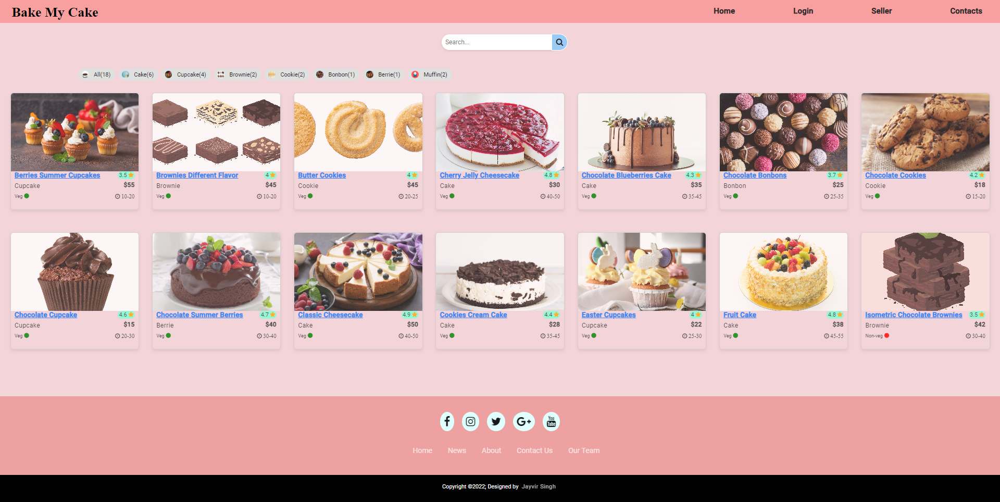 Bake My Cake
Home Login Seller Contacts
Search...
All(18) Cake(6) Cupcake(4) Brownie(2) Cookie(2) Bonbon(1) Berrie(1) Muffin(2)
Berries Summer Cupcakes 3.5
Cupcake $55
Veg 10-20
Brownies Different Flavor 4
Brownie $45
Veg 10-20
Butter Cookies 4
Cookie $45
Veg 20-25
Cherry Jelly Cheesecake 4.8
Cake $30
Veg 40-50
Chocolate Blueberries Cake 4.3
Cake $35
Veg 35-45
Chocolate Bonbons 3.7
Bonbon $25
Veg 25-35
Chocolate Cookies 4.2
Cookie $18
Veg 15-20
Chocolate Cupcake 4.6
Cupcake $15
Veg 20-30
Chocolate Summer Berries 4.7
Berrie $40
Veg 30-40
Classic Cheesecake 4.9
Cake $50
Veg 40-50
Cookies Cream Cake 4.4
Cake $28
Veg 35-45
Easter Cupcakes 4
Cupcake $22
Veg 25-30
Fruit Cake 4.8
Cake $38
Veg 45-55
Isometric Chocolate Brownies 3.5
Brownie $42
Non-veg 30-40
You
Tube
Home News About Contact Us Our Team
Copyright ©2022; Designed by Jayvir Singh